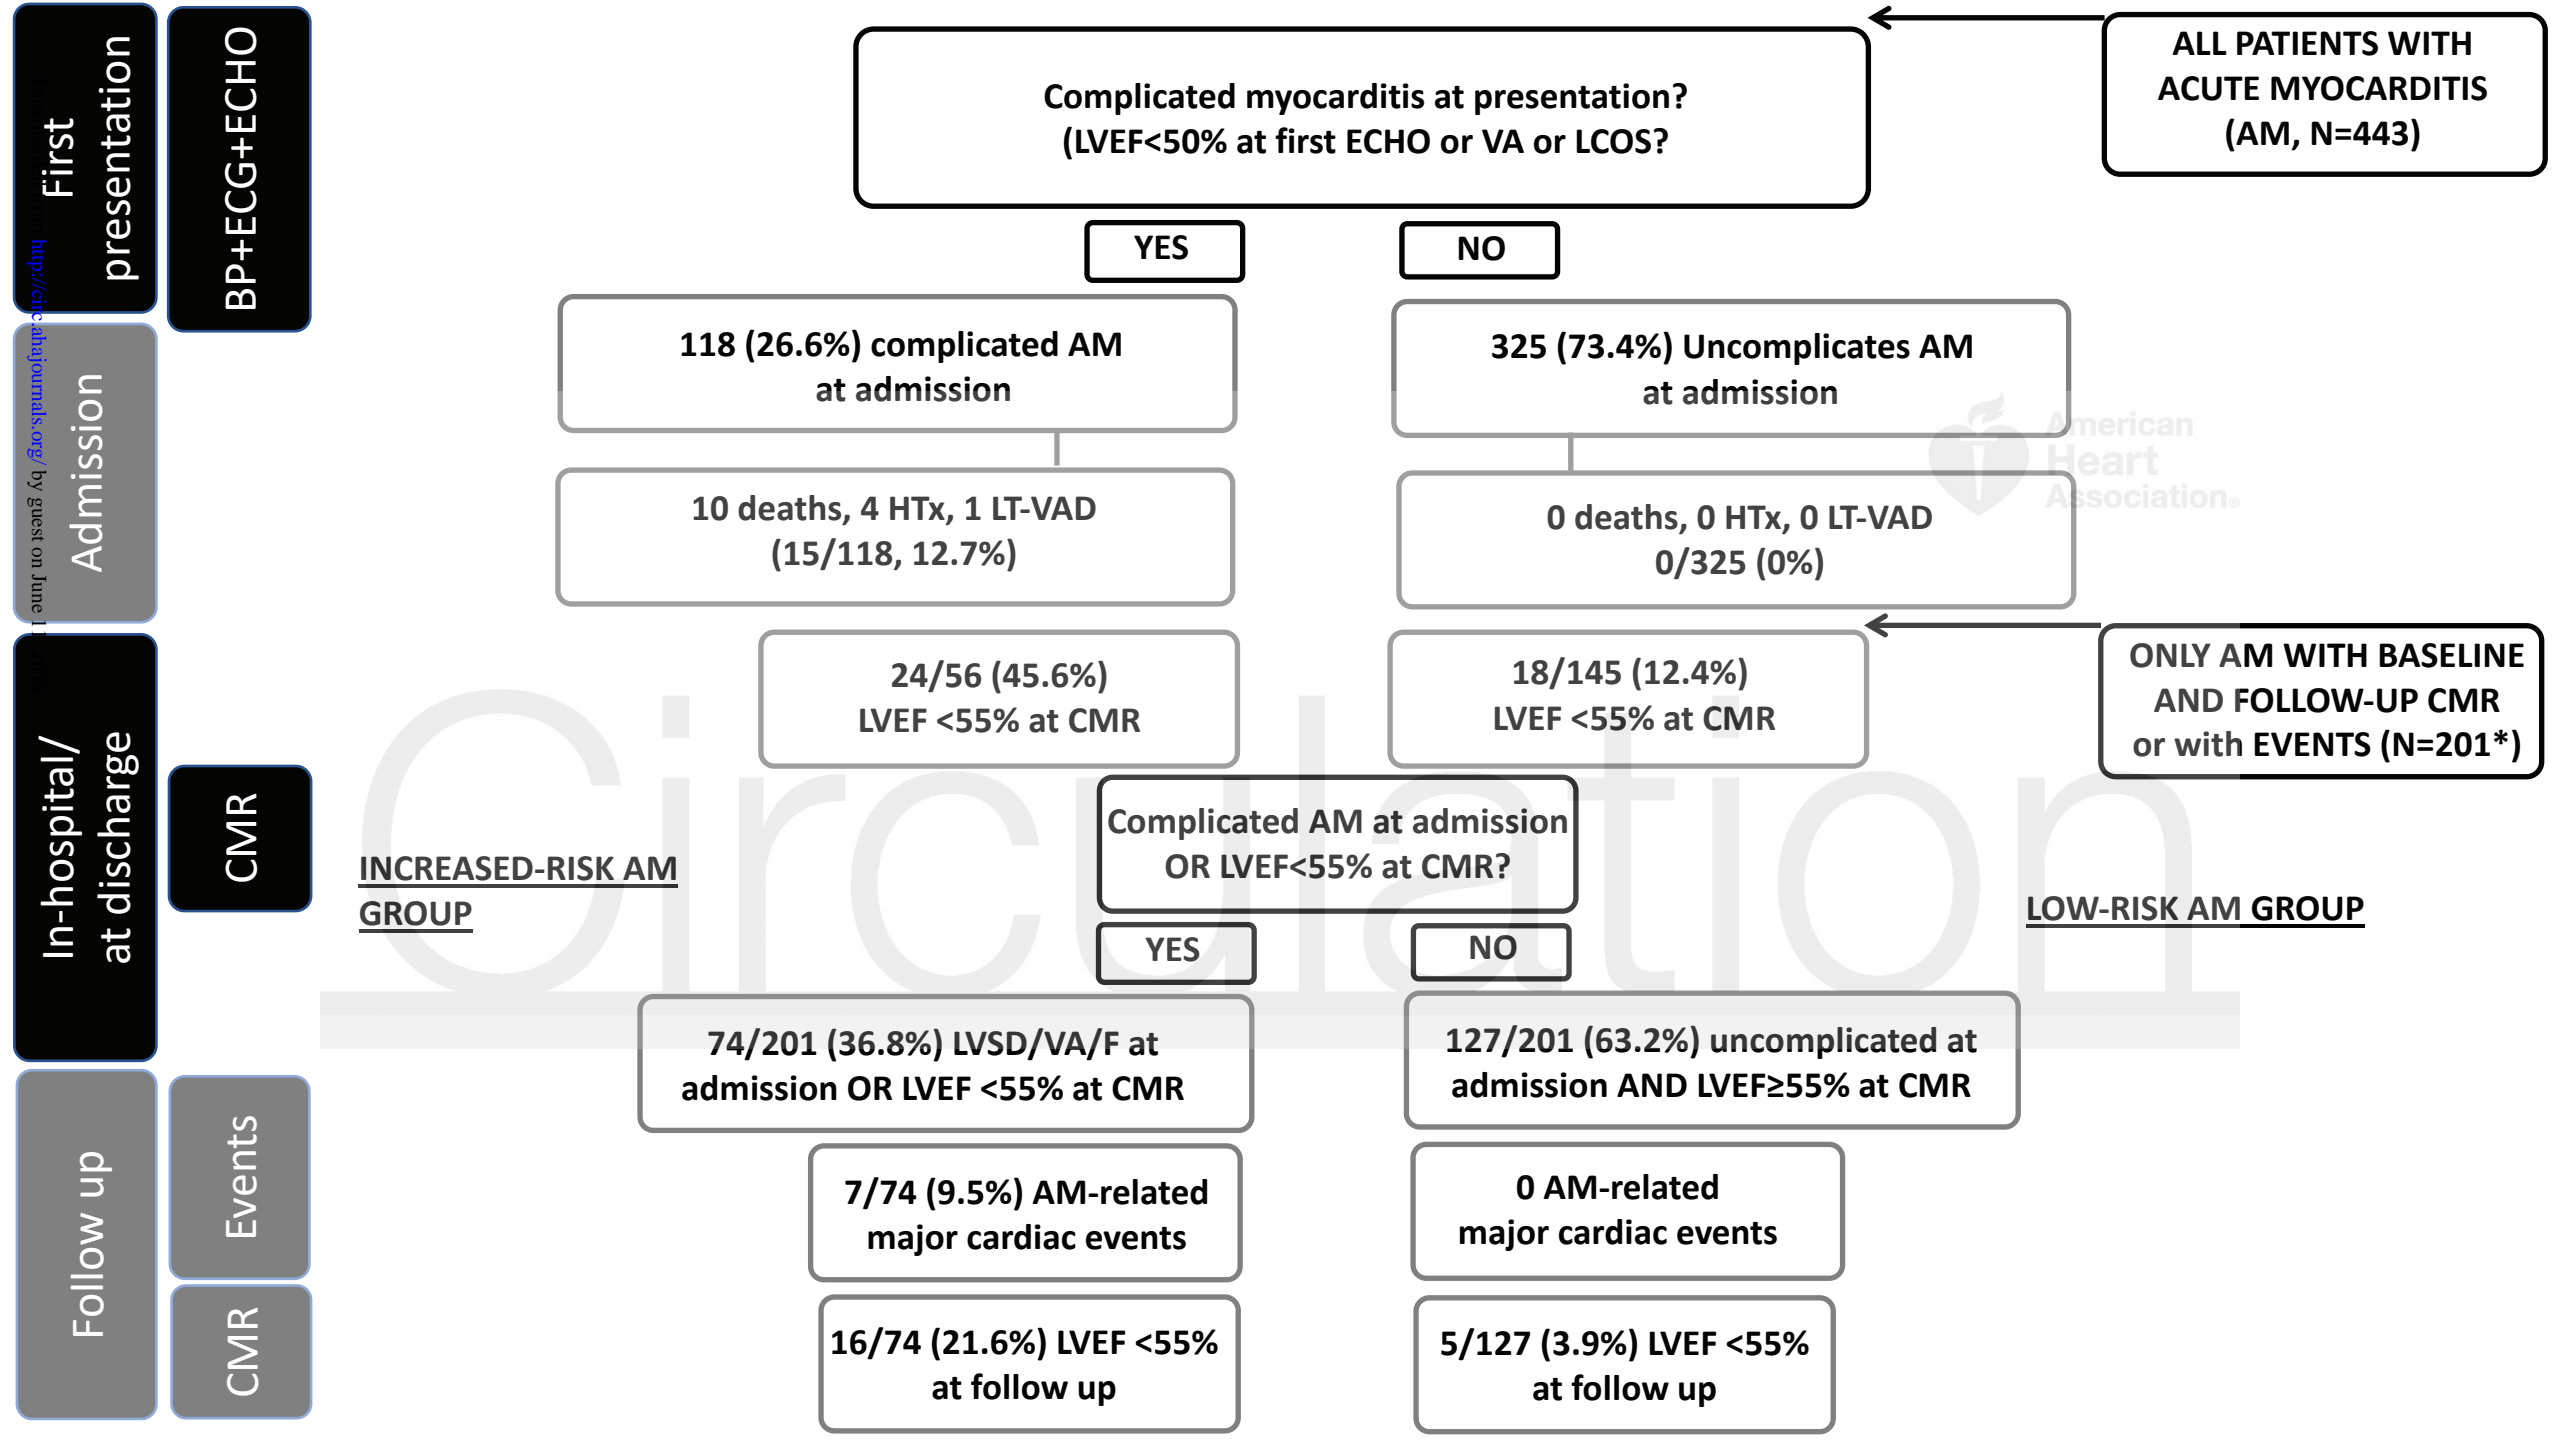 First
presentation
BP+ECG+ECHO
Complicated myocarditis at presentation?
(LVEF<50% at first ECHO or VA or LCOS?
ALL PATIENTS WITH
ACUTE MYOCARDITIS
(AM, N=443)
YES
NO
Admission
118 (26.6%) complicated AM
at admission
325 (73.4%) Uncomplicates AM
at admission
American
Heart
Association®
10 deaths, 4 HTx, 1 LT-VAD
(15/118, 12.7%)
0 deaths, 0 HTx, 0 LT-VAD
0/325 (0%)
http://circ.ahajournals.org/ by guest on June
In-hospital/
at discharge
CMR
24/56 (45.6%)
LVEF <55% at CMR
18/145 (12.4%)
LVEF <55% at CMR
ONLY AM WITH BASELINE
AND FOLLOW-UP CMR
or with EVENTS (N=201*)
Circulation
Complicated AM at admission
OR LVEF<55% at CMR?
INCREASED-RISK AM
GROUP
LOW-RISK AM GROUP
YES
NO
74/201 (36.8%) LVSD/VA/F at
admission OR LVEF <55% at CMR
127/201 (63.2%) uncomplicated at
admission AND LVEF≥55% at CMR
Follow up
Events
7/74 (9.5%) AM-related
major cardiac events
0 AM-related
major cardiac events
CMR
16/74 (21.6%) LVEF <55%
at follow up
5/127 (3.9%) LVEF <55%
at follow up